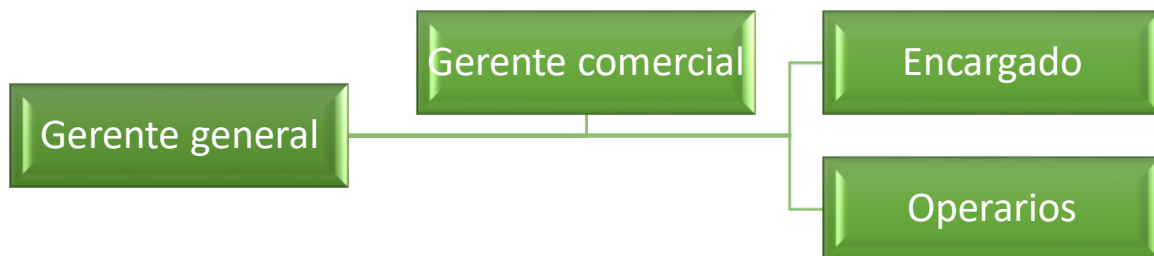 Gerente general
Gerente comercial
Encargado
Operarios